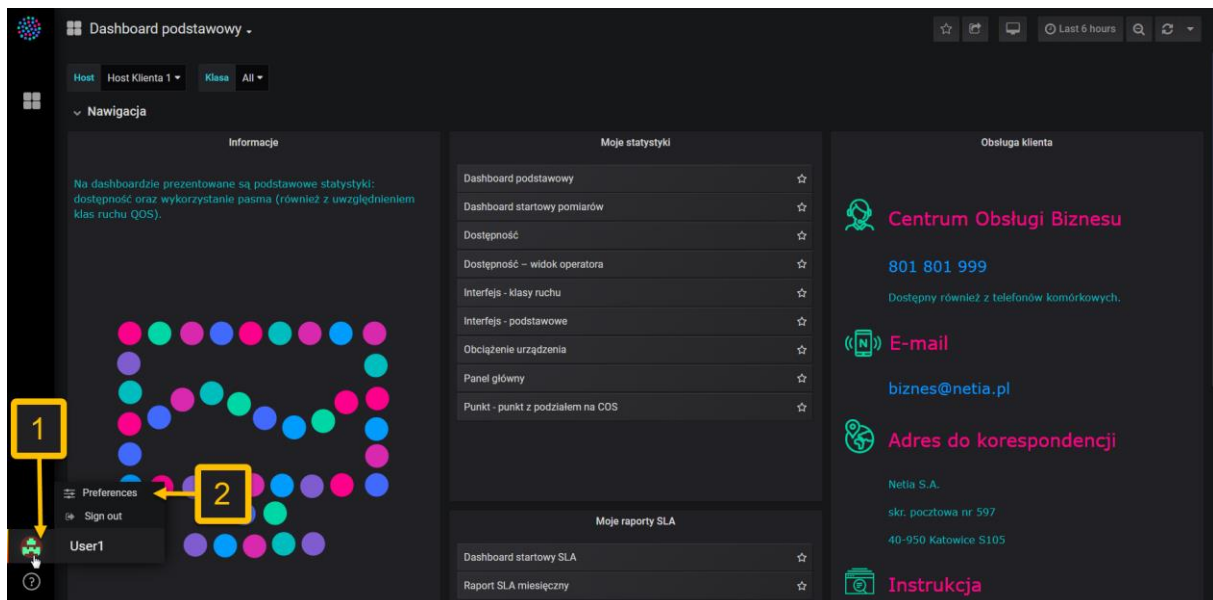 Dashboard podstawowy
Last 6 hours
Host Host Klienta 1 Klasa All
Nawigacja
Informacje
Na dashboardzie prezentowane są podstawowe statystyki:
dostępność oraz wykorzystanie pasma (również z uwzględnieniem
klas ruchu QOS).
1
2
Preferences
Sign out
User1
?
Moje statystyki
Dashboard podstawowy
Dashboard startowy pomiarów
Dostępność
Dostępność – widok operatora
Interfejs - klasy ruchu
Interfejs - podstawowe
Obciążenie urządzenia
Panel główny
Punkt - punkt z podziałem na COS
Moje raporty SLA
Dashboard startowy SLA
Raport SLA miesięczny
Obsługa klienta
Centrum Obsługi Biznesu
801 801 999
Dostępny również z telefonów komórkowych.
N
E-mail
biznes@netia.pl
Adres do korespondencji
Netia S.A.
skr. pocztowa nr 597
40-950 Katowice S105
Instrukcja